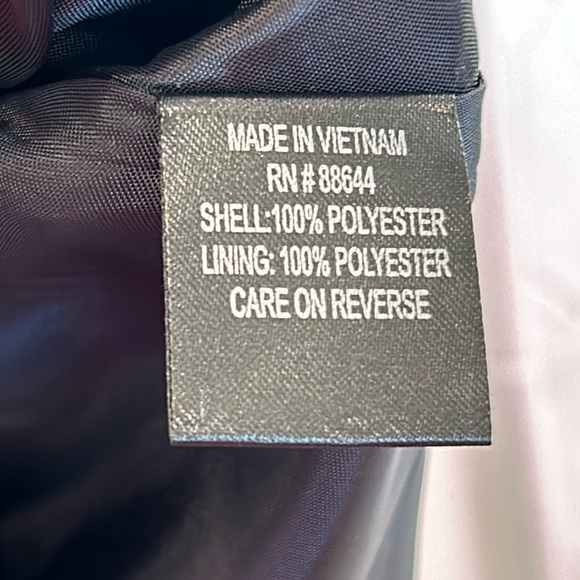 MADE IN VIETNAM
RN # 88644
SHELL:100% POLYESTER
LINING: 100% POLYESTER
CARE ON REVERSE